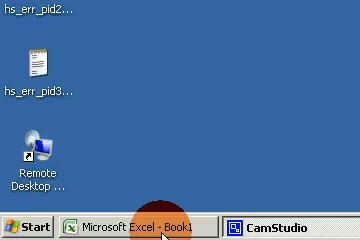 hs_err_pid2...
hs_err_pid3...
Remote
Desktop ...
Start
Microsoft Excel - Book1
CamStudio